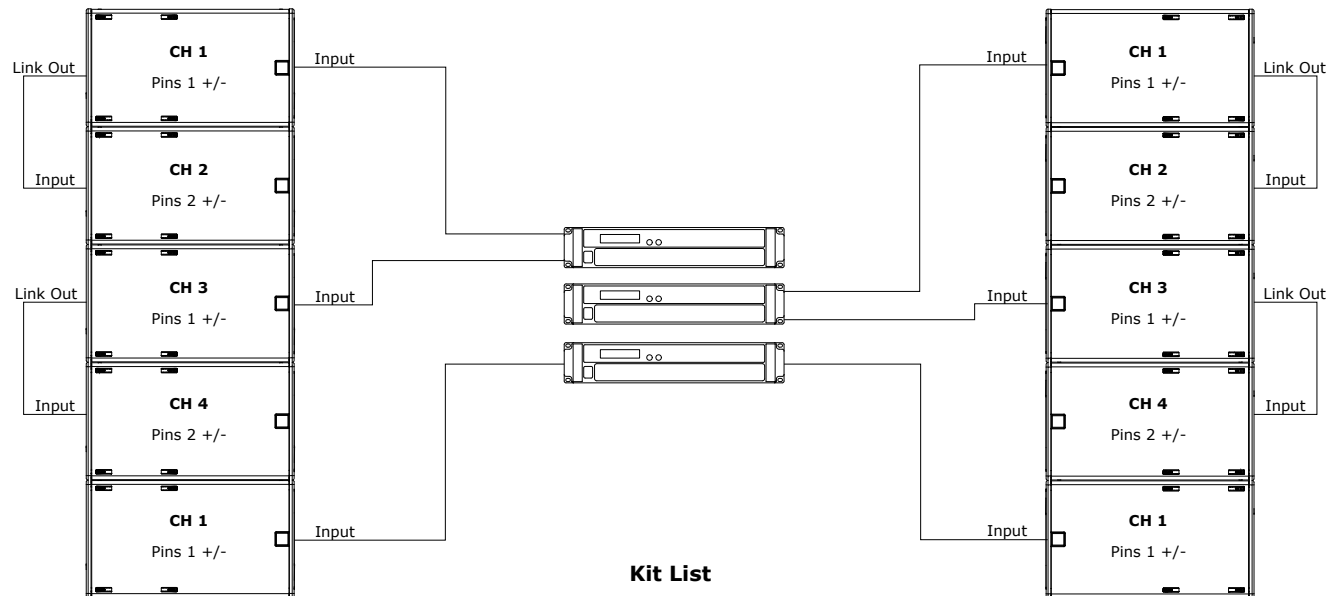 CH 1
Pins 1 +/-
Link Out
Input
CH 2
Pins 2 +/-
Input
CH 3
Pins 1 +/-
Link Out
Input
CH 4
Pins 2 +/-
Input
CH 1
Pins 1 +/-
Input
CH 1
Pins 1 +/-
Input
Link Out
CH 2
Pins 2 +/-
Input
CH 3
Pins 1 +/-
Input
Link Out
CH 4
Pins 2 +/-
Input
CH 1
Pins 1 +/-
Input
Kit List